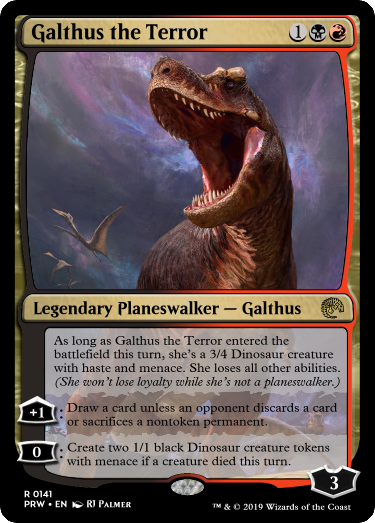 Galthus the Terror 1
Legendary Planeswalker — Galthus
As long as Galthus the Terror entered the
battlefield this turn, she's a 3/4 Dinosaur creature
with haste and menace. She loses all other abilities.
(She won't lose loyalty while she's not a planeswalker.)
+1: Draw a card unless an opponent discards a card
or sacrifices a nontoken permanent.
0: Create two 1/1 black Dinosaur creature tokens
with menace if a creature died this turn.
3
R 0141
PRW • EN RJ Palmer
™ & © 2019 Wizards of the Coast